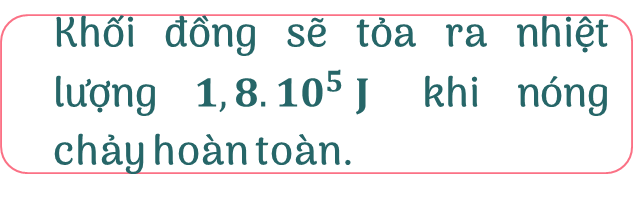 Khối đồng sẽ tỏa ra nhiệt
lượng 1,8. 10⁵ J khi nóng
chảy hoàn toàn.